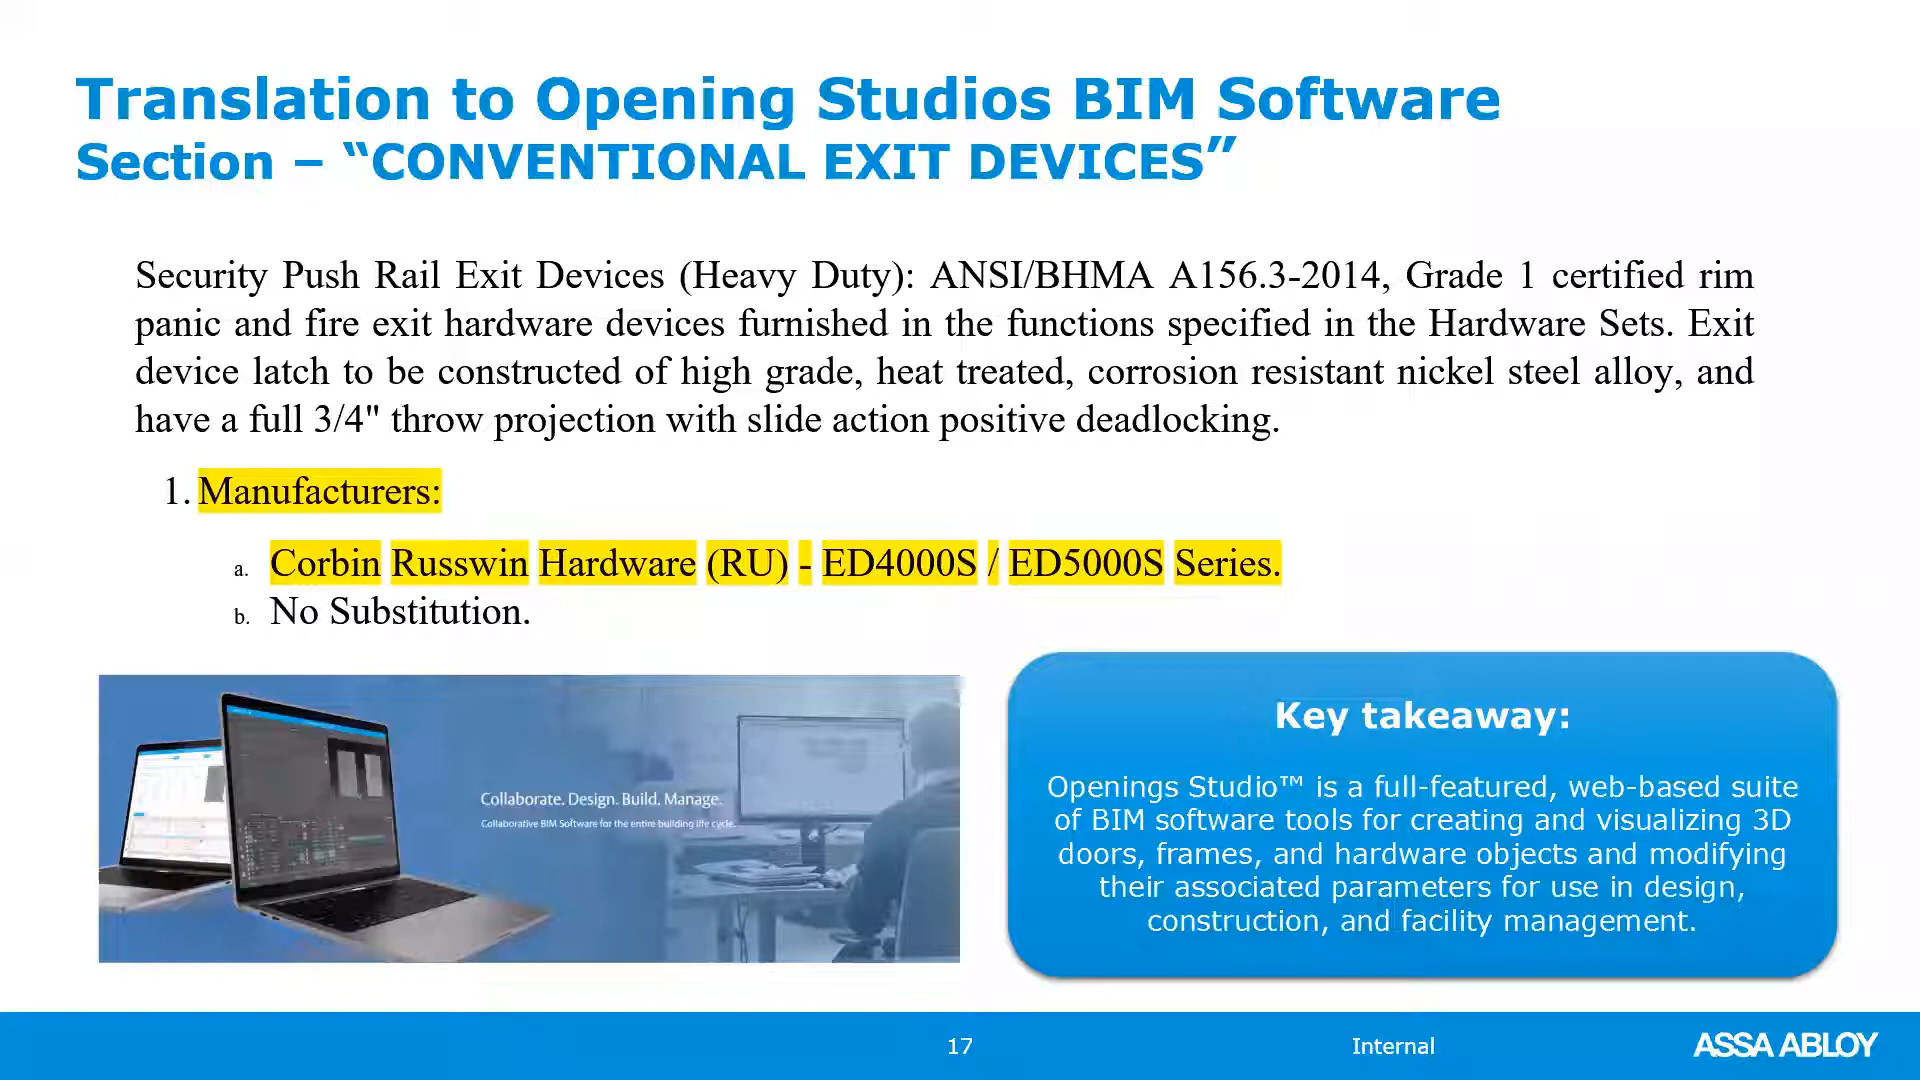 Translation to Opening Studios BIM Software
Section – “CONVENTIONAL EXIT DEVICES”
Security Push Rail Exit Devices (Heavy Duty): ANSI/BHMA A156.3-2014, Grade 1 certified rim
panic and fire exit hardware devices furnished in the functions specified in the Hardware Sets. Exit
device latch to be constructed of high grade, heat treated, corrosion resistant nickel steel alloy, and
have a full 3/4" throw projection with slide action positive deadlocking.
1. Manufacturers:
a. Corbin Russwin Hardware (RU) - ED4000S / ED5000S Series.
b. No Substitution.
Collaborate. Design. Build. Manage.
Collaborative BIM Software for the entire building life cycle.
Key takeaway:
Openings Studio™ is a full-featured, web-based suite
of BIM software tools for creating and visualizing 3D
doors, frames, and hardware objects and modifying
their associated parameters for use in design,
construction, and facility management.
17
Internal
ASSA ABLOY